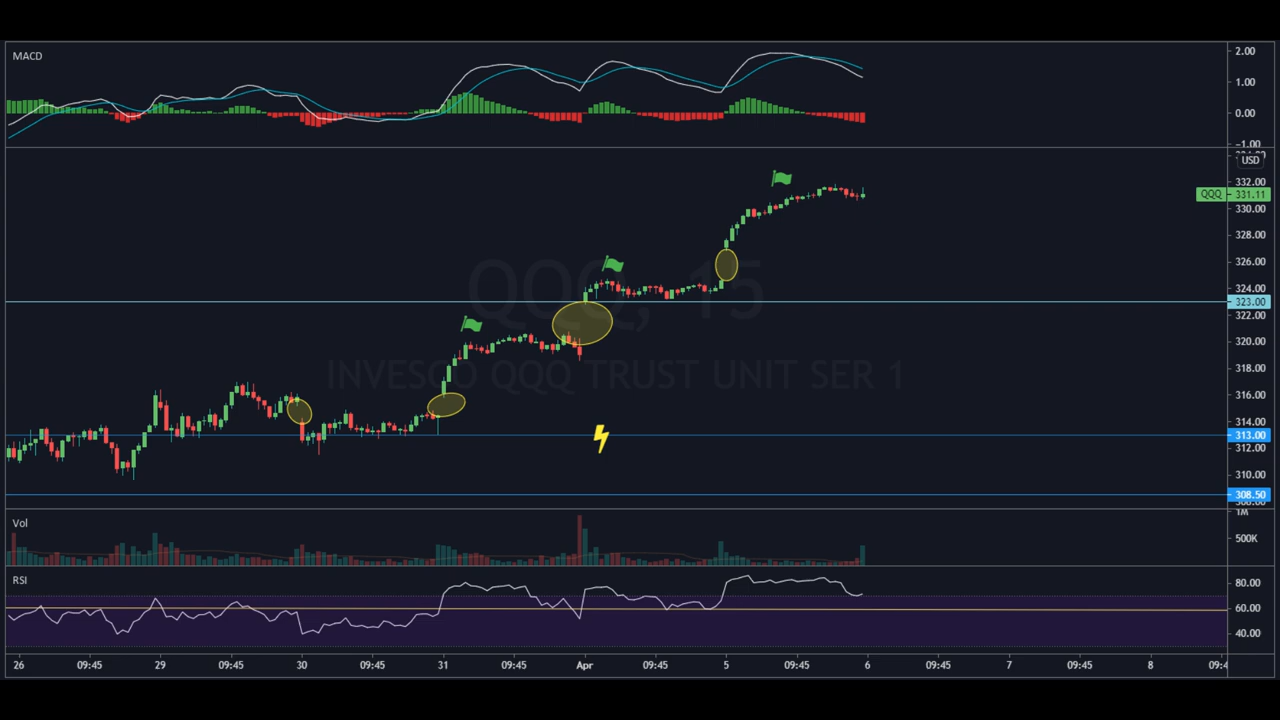 MACD
2.00
1.00
0.00
−1.00
USD
332.00
QQQ 331.11
330.00
328.00
326.00
324.00
323.00
322.00
320.00
318.00
316.00
314.00
313.00
312.00
310.00
308.50
QQQ, 15
INVESCO QQQ TRUST UNIT SER 1
Vol
1M
500K
RSI
80.00
60.00
40.00
26 09:45 29 09:45 30 09:45 31 09:45 Apr 09:45 5 09:45 6 09:45 7 09:45 8